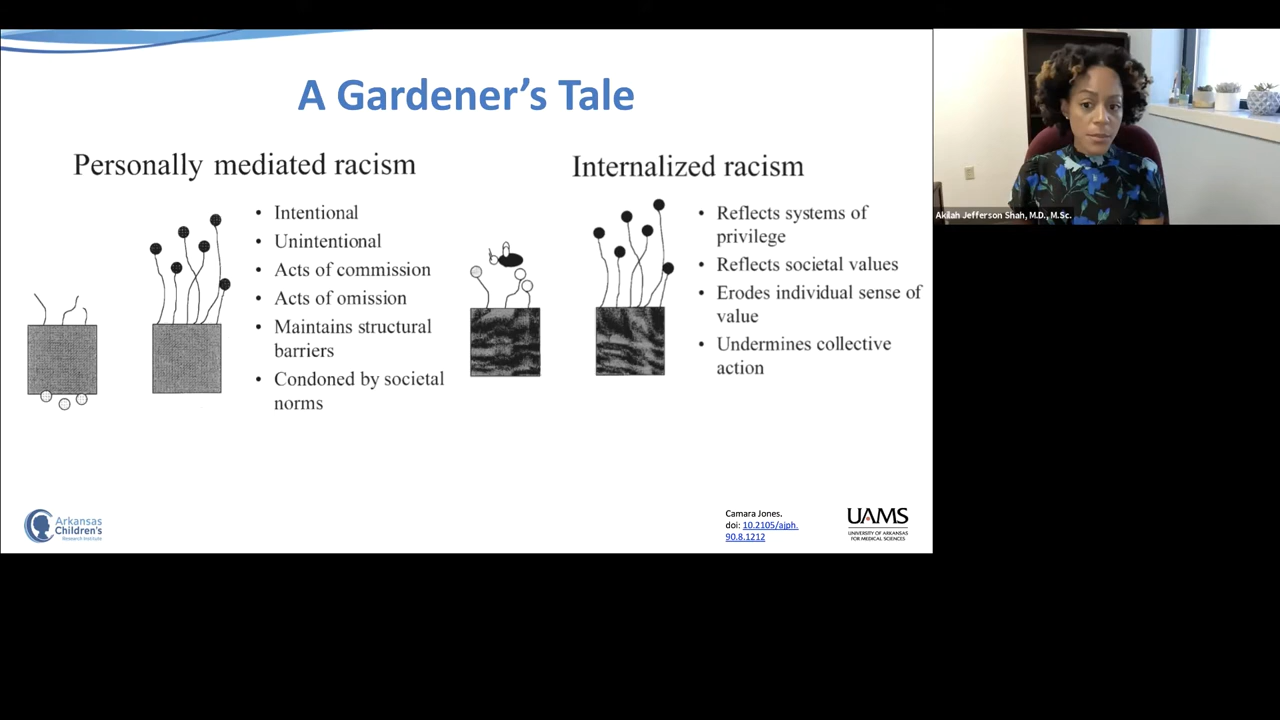 A Gardener's Tale
Personally mediated racism
• Intentional
• Unintentional
• Acts of commission
• Acts of omission
• Maintains structural
barriers
• Condoned by societal
norms
Internalized racism
• Reflects systems of
privilege
• Reflects societal values
• Erodes individual sense of
value
• Undermines collective
action
Arkansas
Children's
Research Institute
Camara Jones.
doi: 10.2105/ajph.
90.8.1212
UAMS
UNIVERSITY OF ARKANSAS
FOR MEDICAL SCIENCES
Akilah Jefferson Shah, M.D., M.Sc.